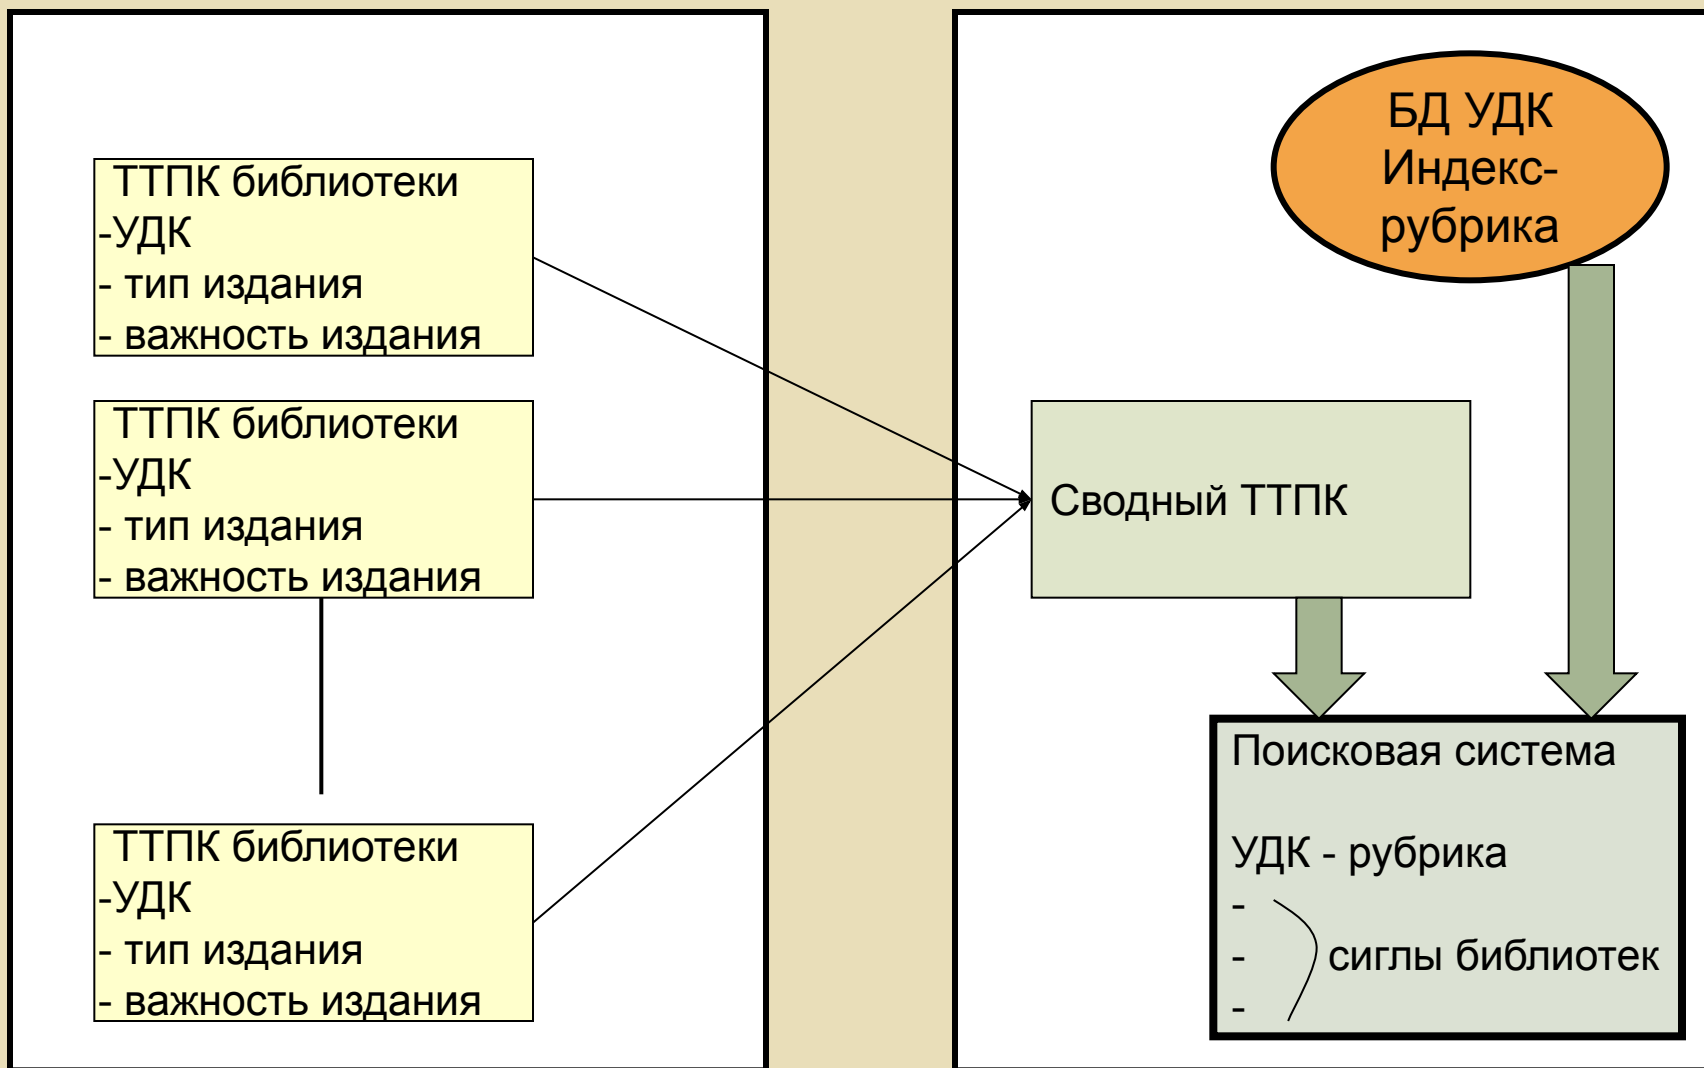 ТТПК библиотеки
-УДК
- тип издания
- важность издания
ТТПК библиотеки
-УДК
- тип издания
- важность издания
ТТПК библиотеки
-УДК
- тип издания
- важность издания
БД УДК
Индекс-
рубрика
Сводный ТТПК
Поисковая система
УДК - рубрика
-
- сиглы библиотек
-